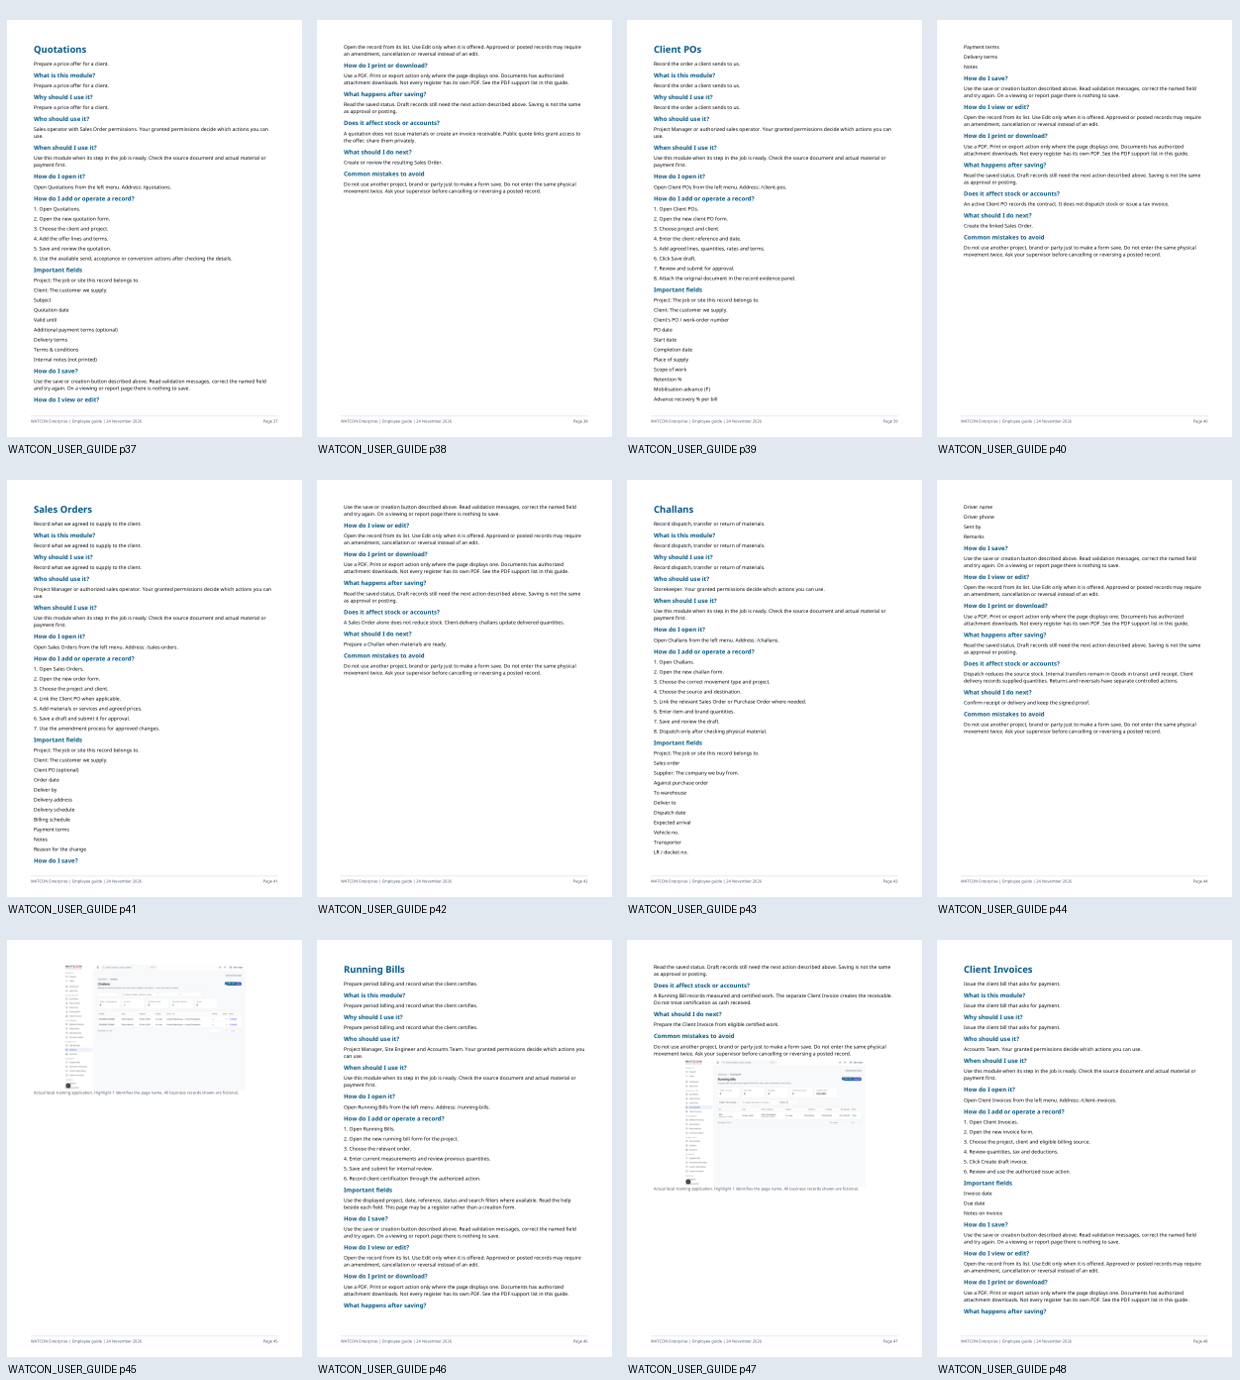 Quotations
Prepare a price offer for a client.
What is this module?
Prepare a price offer for a client.
Why should I use it?
Prepare a price offer for a client.
Who should use it?
Sales operator with Sales Order permissions. Your granted permissions decide which actions you can
use.
When should I use it?
Use this module when its step in the job is ready. Check the source document and actual material or
payment first.
How do I open it?
Open Quotations from the left menu. Address: /quotations.
How do I add or operate a record?
1. Open Quotations.
2. Open the new quotation form.
3. Choose the client and project.
4. Add the offer lines and terms.
5. Save and review the quotation.
6. Use the available send, acceptance or conversion actions after checking the details.
Important fields
Project: The job or site this record belongs to.
Client: The customer we supply.
Subject
Quotation date
Valid until
Additional payment terms (optional)
Delivery terms
Terms & conditions
Internal notes (not printed)
How do I save?
Use the save or creation button described above. Read validation messages, correct the named field
and try again. On a viewing or report page there is nothing to save.
How do I view or edit?
WATCON Enterprise | Employee guide | 24 November 2026
Page 37
WATCON_USER_GUIDE p37
Open the record from its list. Use Edit only when it is offered. Approved or posted records may require
an amendment, cancellation or reversal instead of an edit.
How do I print or download?
Use a PDF, Print or export action only where the page displays one. Documents has authorized
attachment downloads. Not every register has its own PDF. See the PDF support list in this guide.
What happens after saving?
Read the saved status. Draft records still need the next action described above. Saving is not the same
as approval or posting.
Does it affect stock or accounts?
A quotation does not issue materials or create an invoice receivable. Public quote links grant access to
the offer; share them privately.
What should I do next?
Create or review the resulting Sales Order.
Common mistakes to avoid
Do not use another project, brand or party just to make a form save. Do not enter the same physical
movement twice. Ask your supervisor before cancelling or reversing a posted record.
WATCON Enterprise | Employee guide | 24 November 2026
Page 38
WATCON_USER_GUIDE p38
Client POs
Record the order a client sends to us.
What is this module?
Record the order a client sends to us.
Why should I use it?
Record the order a client sends to us.
Who should use it?
Project Manager or authorized sales operator. Your granted permissions decide which actions you can
use.
When should I use it?
Use this module when its step in the job is ready. Check the source document and actual material or
payment first.
How do I open it?
Open Client POs from the left menu. Address: /client-pos.
How do I add or operate a record?
1. Open Client POs.
2. Open the new client PO form.
3. Choose project and client.
4. Enter the client reference and date.
5. Add agreed lines, quantities, rates and terms.
6. Click Save draft.
7. Review and submit for approval.
8. Attach the original document in the record evidence panel.
Important fields
Project: The job or site this record belongs to.
Client: The customer we supply.
Client's PO / work-order number
PO date
Start date
Completion date
Place of supply
Scope of work
Retention %
Mobilisation advance (₹)
Advance recovery % per bill
WATCON Enterprise | Employee guide | 24 November 2026
Page 39
WATCON_USER_GUIDE p39
Payment terms
Delivery terms
Notes
How do I save?
Use the save or creation button described above. Read validation messages, correct the named field
and try again. On a viewing or report page there is nothing to save.
How do I view or edit?
Open the record from its list. Use Edit only when it is offered. Approved or posted records may require
an amendment, cancellation or reversal instead of an edit.
How do I print or download?
Use a PDF, Print or export action only where the page displays one. Documents has authorized
attachment downloads. Not every register has its own PDF. See the PDF support list in this guide.
What happens after saving?
Read the saved status. Draft records still need the next action described above. Saving is not the same
as approval or posting.
Does it affect stock or accounts?
An active Client PO records the contract. It does not dispatch stock or issue a tax invoice.
What should I do next?
Create the linked Sales Order.
Common mistakes to avoid
Do not use another project, brand or party just to make a form save. Do not enter the same physical
movement twice. Ask your supervisor before cancelling or reversing a posted record.
WATCON Enterprise | Employee guide | 24 November 2026
Page 40
WATCON_USER_GUIDE p40
Sales Orders
Record what we agreed to supply to the client.
What is this module?
Record what we agreed to supply to the client.
Why should I use it?
Record what we agreed to supply to the client.
Who should use it?
Project Manager or authorized sales operator. Your granted permissions decide which actions you can
use.
When should I use it?
Use this module when its step in the job is ready. Check the source document and actual material or
payment first.
How do I open it?
Open Sales Orders from the left menu. Address: /sales-orders.
How do I add or operate a record?
1. Open Sales Orders.
2. Open the new order form.
3. Choose the project and client.
4. Link the Client PO when applicable.
5. Add materials or services and agreed prices.
6. Save a draft and submit it for approval.
7. Use the amendment process for approved changes.
Important fields
Project: The job or site this record belongs to.
Client: The customer we supply.
Client PO (optional)
Order date
Deliver by
Delivery address
Delivery schedule
Billing schedule
Payment terms
Notes
Reason for the change
How do I save?
WATCON Enterprise | Employee guide | 24 November 2026
Page 41
WATCON_USER_GUIDE p41
Use the save or creation button described above. Read validation messages, correct the named field
and try again. On a viewing or report page there is nothing to save.
How do I view or edit?
Open the record from its list. Use Edit only when it is offered. Approved or posted records may require
an amendment, cancellation or reversal instead of an edit.
How do I print or download?
Use a PDF, Print or export action only where the page displays one. Documents has authorized
attachment downloads. Not every register has its own PDF. See the PDF support list in this guide.
What happens after saving?
Read the saved status. Draft records still need the next action described above. Saving is not the same
as approval or posting.
Does it affect stock or accounts?
A Sales Order alone does not reduce stock. Client-delivery challans update delivered quantities.
What should I do next?
Prepare a Challan when materials are ready.
Common mistakes to avoid
Do not use another project, brand or party just to make a form save. Do not enter the same physical
movement twice. Ask your supervisor before cancelling or reversing a posted record.
WATCON Enterprise | Employee guide | 24 November 2026
Page 42
WATCON_USER_GUIDE p42
Challans
Record dispatch, transfer or return of materials.
What is this module?
Record dispatch, transfer or return of materials.
Why should I use it?
Record dispatch, transfer or return of materials.
Who should use it?
Storekeeper. Your granted permissions decide which actions you can use.
When should I use it?
Use this module when its step in the job is ready. Check the source document and actual material or
payment first.
How do I open it?
Open Challans from the left menu. Address: /challans.
How do I add or operate a record?
1. Open Challans.
2. Open the new challan form.
3. Choose the correct movement type and project.
4. Choose the source and destination.
5. Link the relevant Sales Order or Purchase Order where needed.
6. Enter item and brand quantities.
7. Save and review the draft.
8. Dispatch only after checking physical material.
Important fields
Project: The job or site this record belongs to.
Sales order
Supplier: The company we buy from.
Against purchase order
To warehouse
Deliver to
Dispatch date
Expected arrival
Vehicle no.
Transporter
LR / docket no.
WATCON Enterprise | Employee guide | 24 November 2026
Page 43
WATCON_USER_GUIDE p43
Driver name
Driver phone
Sent by
Remarks
How do I save?
Use the save or creation button described above. Read validation messages, correct the named field
and try again. On a viewing or report page there is nothing to save.
How do I view or edit?
Open the record from its list. Use Edit only when it is offered. Approved or posted records may require
an amendment, cancellation or reversal instead of an edit.
How do I print or download?
Use a PDF, Print or export action only where the page displays one. Documents has authorized
attachment downloads. Not every register has its own PDF. See the PDF support list in this guide.
What happens after saving?
Read the saved status. Draft records still need the next action described above. Saving is not the same
as approval or posting.
Does it affect stock or accounts?
Dispatch reduces the source stock. Internal transfers remain in Goods in transit until receipt. Client
delivery records supplied quantities. Returns and reversals have separate controlled actions.
What should I do next?
Confirm receipt or delivery and keep the signed proof.
Common mistakes to avoid
Do not use another project, brand or party just to make a form save. Do not enter the same physical
movement twice. Ask your supervisor before cancelling or reversing a posted record.
WATCON Enterprise | Employee guide | 24 November 2026
Page 44
WATCON_USER_GUIDE p44
Challans
Actual local training application. Highlight 1 identifies the page name. All business records shown are fictional.
WATCON Enterprise | Employee guide | 24 November 2026
Page 45
WATCON_USER_GUIDE p45
Running Bills
Prepare period billing and record what the client certifies.
What is this module?
Prepare period billing and record what the client certifies.
Why should I use it?
Prepare period billing and record what the client certifies.
Who should use it?
Project Manager, Site Engineer and Accounts Team. Your granted permissions decide which actions you
can use.
When should I use it?
Use this module when its step in the job is ready. Check the source document and actual material or
payment first.
How do I open it?
Open Running Bills from the left menu. Address: /running-bills.
How do I add or operate a record?
1. Open Running Bills.
2. Open the new running bill form for the project.
3. Choose the relevant order.
4. Enter current measurements and review previous quantities.
5. Save and submit for internal review.
6. Record client certification through the authorized action.
Important fields
Use the displayed project, date, reference, status and search filters where available. Read the help
beside each field. This page may be a register rather than a creation form.
How do I save?
Use the save or creation button described above. Read validation messages, correct the named field
and try again. On a viewing or report page there is nothing to save.
How do I view or edit?
Open the record from its list. Use Edit only when it is offered. Approved or posted records may require
an amendment, cancellation or reversal instead of an edit.
How do I print or download?
Use a PDF, Print or export action only where the page displays one. Documents has authorized
attachment downloads. Not every register has its own PDF. See the PDF support list in this guide.
What happens after saving?
WATCON Enterprise | Employee guide | 24 November 2026
Page 46
WATCON_USER_GUIDE p46
Read the saved status. Draft records still need the next action described above. Saving is not the same
as approval or posting.
Does it affect stock or accounts?
A Running Bill records measured and certified work. The separate Client Invoice creates the receivable.
Do not treat certification as cash received.
What should I do next?
Prepare the Client Invoice from eligible certified work.
Common mistakes to avoid
Do not use another project, brand or party just to make a form save. Do not enter the same physical
movement twice. Ask your supervisor before cancelling or reversing a posted record.
Running bills
Actual local training application. Highlight 1 identifies the page name. All business records shown are fictional.
WATCON Enterprise | Employee guide | 24 November 2026
Page 47
WATCON_USER_GUIDE p47
Client Invoices
Issue the client bill that asks for payment.
What is this module?
Issue the client bill that asks for payment.
Why should I use it?
Issue the client bill that asks for payment.
Who should use it?
Accounts Team. Your granted permissions decide which actions you can use.
When should I use it?
Use this module when its step in the job is ready. Check the source document and actual material or
payment first.
How do I open it?
Open Client Invoices from the left menu. Address: /client-invoices.
How do I add or operate a record?
1. Open Client Invoices.
2. Open the new invoice form.
3. Choose the project, client and eligible billing source.
4. Review quantities, tax and deductions.
5. Click Create draft invoice.
6. Review and use the authorized issue action.
Important fields
Invoice date
Due date
Notes on invoice
How do I save?
Use the save or creation button described above. Read validation messages, correct the named field
and try again. On a viewing or report page there is nothing to save.
How do I view or edit?
Open the record from its list. Use Edit only when it is offered. Approved or posted records may require
an amendment, cancellation or reversal instead of an edit.
How do I print or download?
Use a PDF, Print or export action only where the page displays one. Documents has authorized
attachment downloads. Not every register has its own PDF. See the PDF support list in this guide.
What happens after saving?
WATCON Enterprise | Employee guide | 24 November 2026
Page 48
WATCON_USER_GUIDE p48